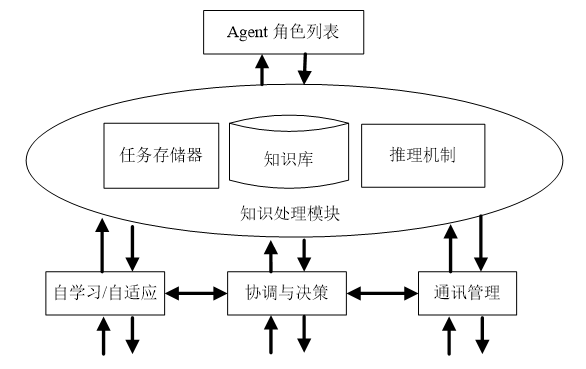 Agent 角色列表
任务存储器
知识库
推理机制
知识处理模块
自学习/自适应
协调与决策
通讯管理